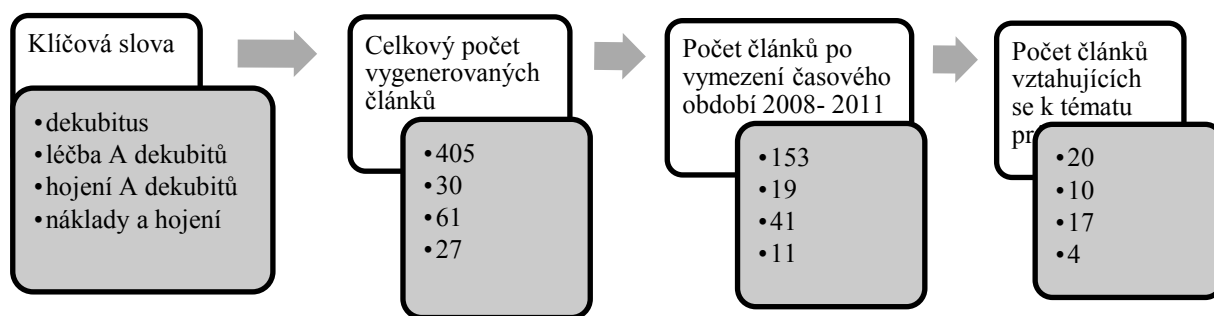 Klíčová slova
•dekubitus
•léčba A dekubitů
•hojení A dekubitů
•náklady a hojení
Celkový počet
vygenerovaných
článků
•405
•30
•61
•27
Počet článků po
vymezení časového
období 2008- 2011
•153
•19
•41
•11
Počet článků
vztahujících
se k tématu
•20
•10
•17
•4